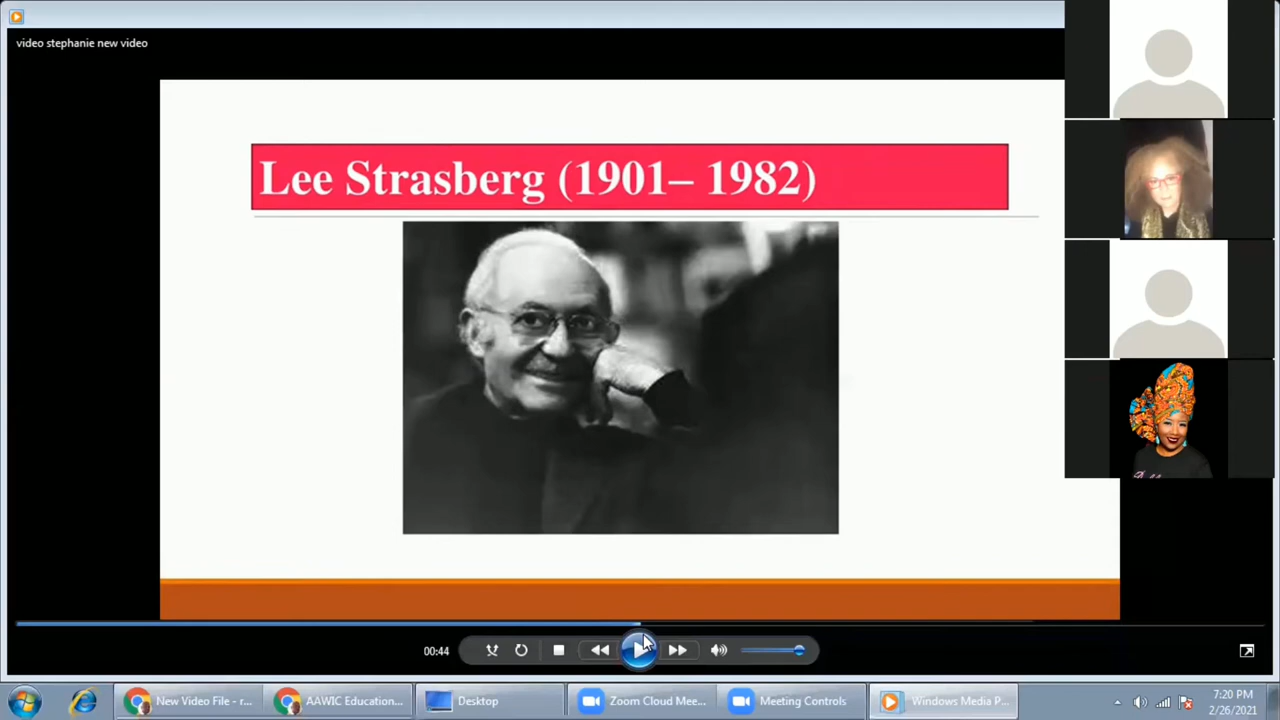 video stephanie new video
Lee Strasberg (1901– 1982)
00:44
New Video File - r...
AAWIC Education...
Desktop
Zoom Cloud Mee...
Meeting Controls
Windows Media P...
7:20 PM
2/26/2021